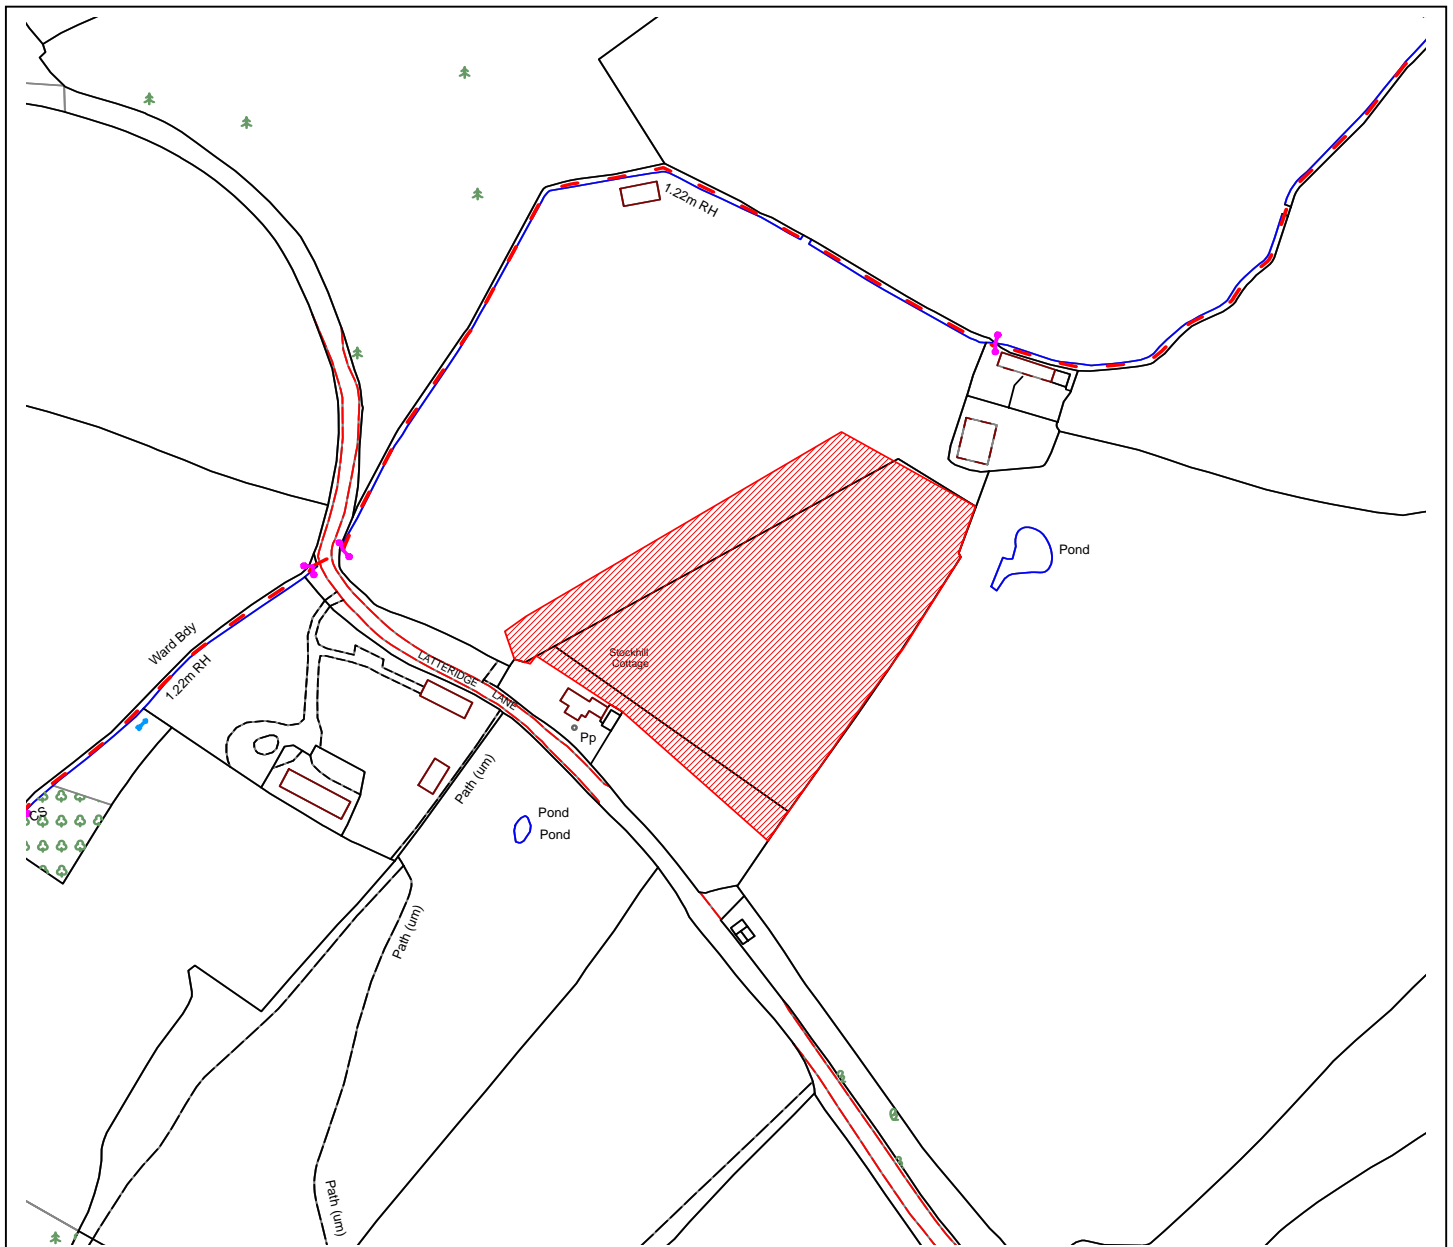 1.22m RH
Pond
Ward Bdy
1.22m RH
Stockhill
Cottage
LATTERIDGE
LANE
Pp
Path (um)
CS
Pond
Pond
Path (um)
Path (um)